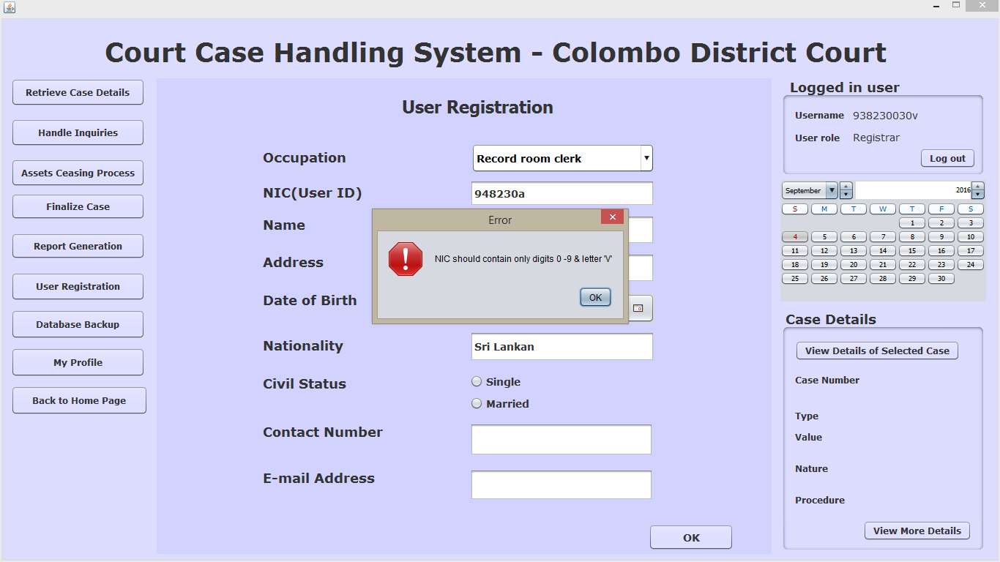 Court Case Handling System - Colombo District Court
Retrieve Case Details
Handle Inquiries
Assets Ceasing Process
Finalize Case
Report Generation
User Registration
Database Backup
My Profile
Back to Home Page
User Registration
Occupation
Record room clerk
NIC(User ID)
948230a
Name
Address
Date of Birth
Nationality
Sri Lankan
Civil Status
Single
Married
Contact Number
E-mail Address
OK
Error
NIC should contain only digits 0 -9 & letter 'V'
OK
Logged in user
Username 938230030v
User role Registrar
Log out
September 2016
S M T W T F S
1 2 3
4 5 6 7 8 9 10
11 12 13 14 15 16 17
18 19 20 21 22 23 24
25 26 27 28 29 30
Case Details
View Details of Selected Case
Case Number
Type
Value
Nature
Procedure
View More Details